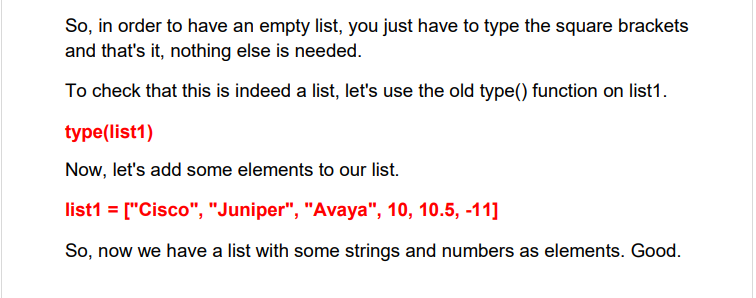 So, in order to have an empty list, you just have to type the square brackets
and that's it, nothing else is needed.
To check that this is indeed a list, let's use the old type() function on list1.
type(list1)
Now, let's add some elements to our list.
list1 = ["Cisco", "Juniper", "Avaya", 10, 10.5, -11]
So, now we have a list with some strings and numbers as elements. Good.